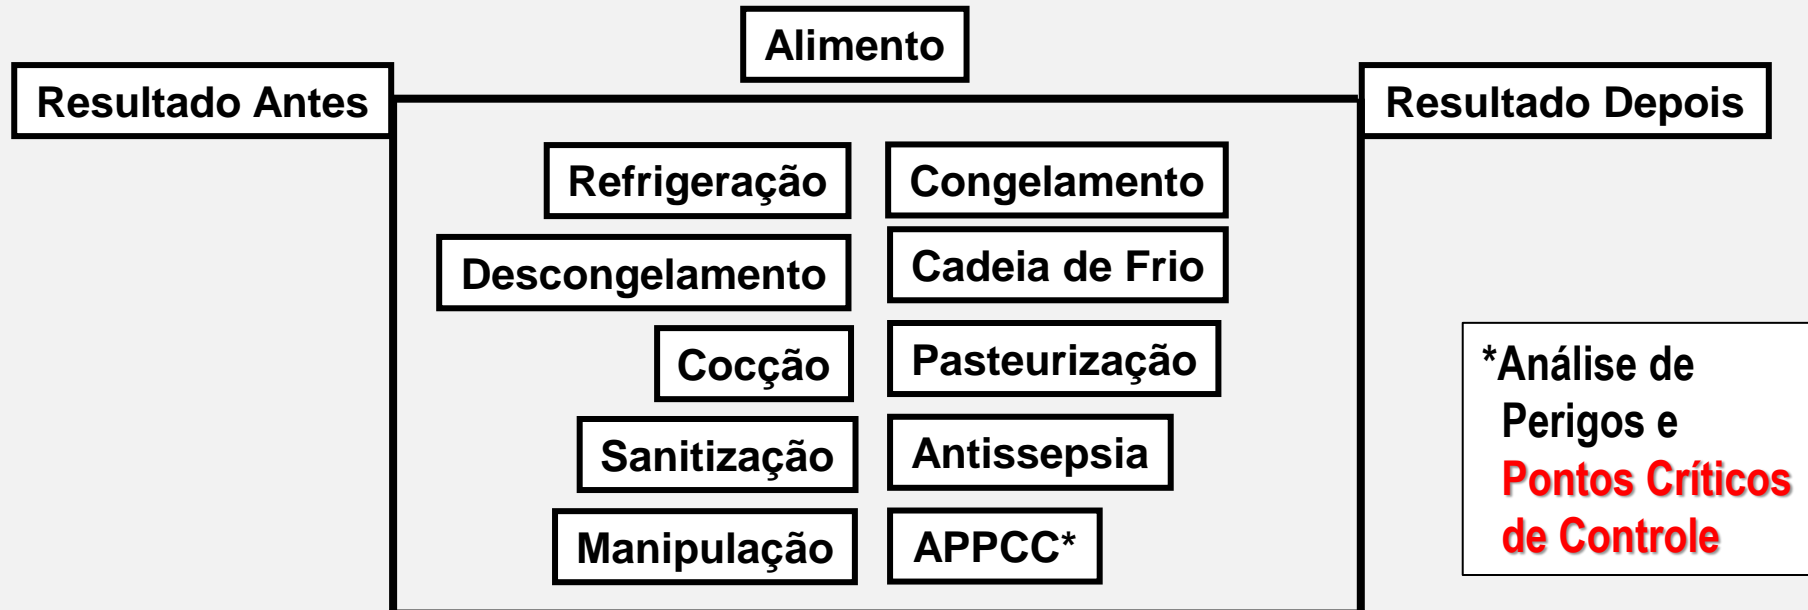 Alimento
Resultado Antes
Resultado Depois
Refrigeração
Congelamento
Descongelamento
Cadeia de Frio
Cocção
Pasteurização
Sanitização
Antissepsia
Manipulação
APPCC*
*Análise de
Perigos e
Pontos Críticos
de Controle